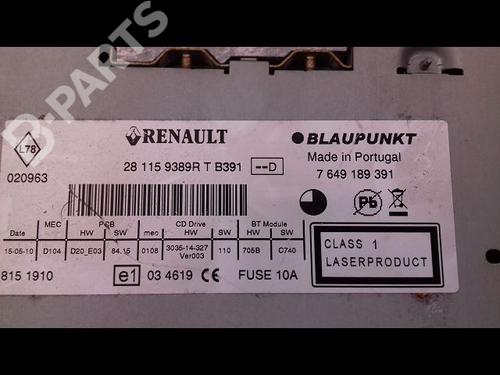 B-PARTS
L78
020963
RENAULT
28 115 9389R T B391
--D
BLAUPUNKT
Made in Portugal
7 649 189 391
Pb
MEC PCB CD Drive BT Module
Date HW SW mec HW SW HW SW
15-05-10 D104 D20_E03 84.15 0108 3035-14-327 Ver003 110 705B C740
815 1910
e1
03 4619 CE
FUSE 10A
CLASS 1
LASERPRODUCT